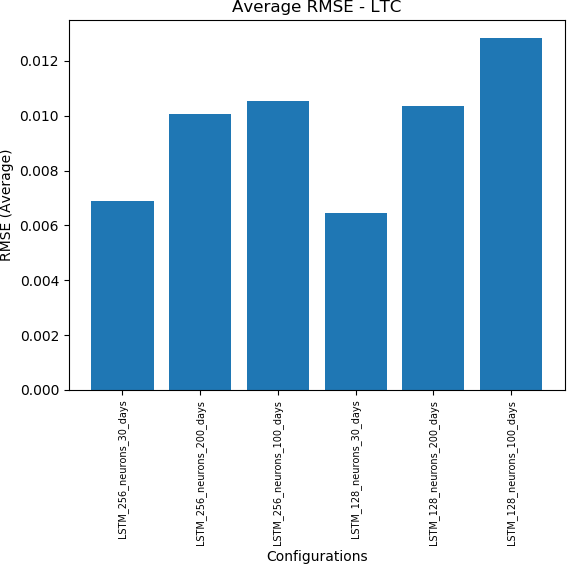 Average RMSE - LTC
RMSE (Average)
0.012
0.010
0.008
0.006
0.004
0.002
0.000
LSTM_256_neurons_30_days
LSTM_256_neurons_200_days
LSTM_256_neurons_100_days
LSTM_128_neurons_30_days
LSTM_128_neurons_200_days
LSTM_128_neurons_100_days
Configurations